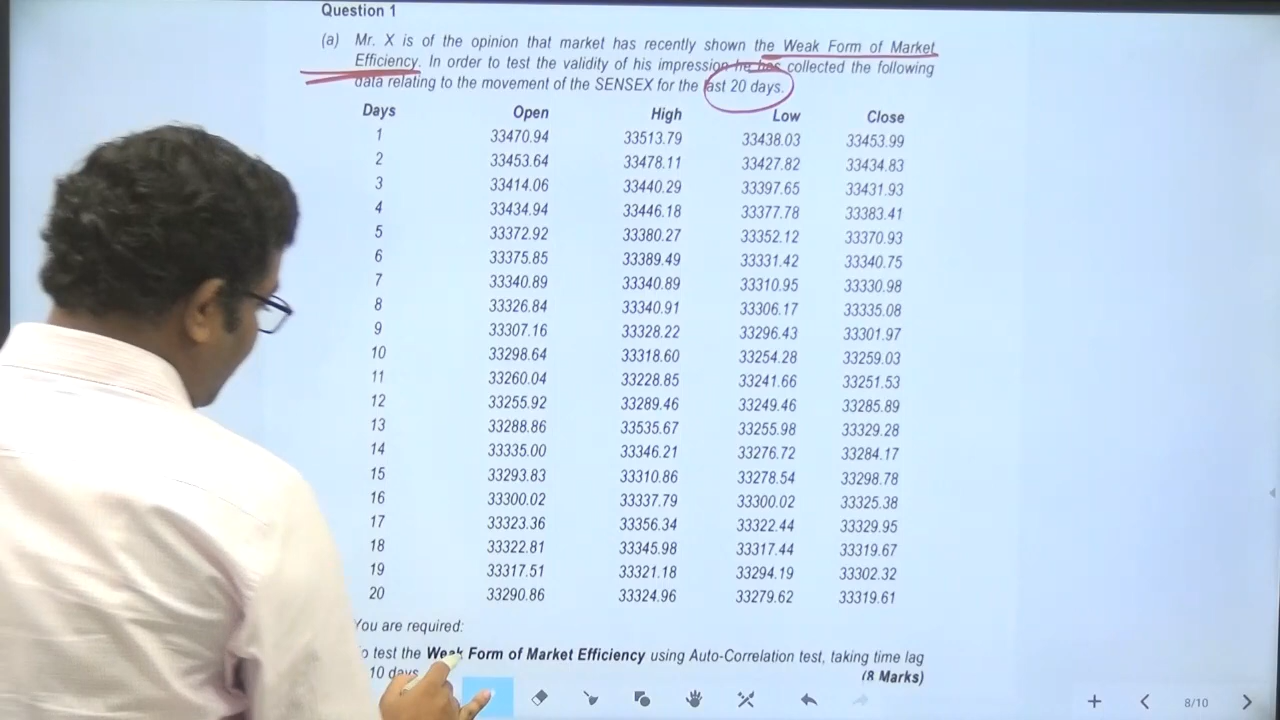 Question 1
(a) Mr. X is of the opinion that market has recently shown the Weak Form of Market
Efficiency. In order to test the validity of his impression he has collected the following
data relating to the movement of the SENSEX for the last 20 days.
Days Open High Low Close
1 33470.94 33513.79 33438.03 33453.99
2 33453.64 33478.11 33427.82 33434.83
3 33414.06 33440.29 33397.65 33431.93
4 33434.94 33446.18 33377.78 33383.41
5 33372.92 33380.27 33352.12 33370.93
6 33375.85 33389.49 33331.42 33340.75
7 33340.89 33340.89 33310.95 33330.98
8 33326.84 33340.91 33306.17 33335.08
9 33307.16 33328.22 33296.43 33301.97
10 33298.64 33318.60 33254.28 33259.03
11 33260.04 33228.85 33241.66 33251.53
12 33255.92 33289.46 33249.46 33285.89
13 33288.86 33535.67 33255.98 33329.28
14 33335.00 33346.21 33276.72 33284.17
15 33293.83 33310.86 33278.54 33298.78
16 33300.02 33337.79 33300.02 33325.38
17 33323.36 33356.34 33322.44 33329.95
18 33322.81 33345.98 33317.44 33319.67
19 33317.51 33321.18 33294.19 33302.32
20 33290.86 33324.96 33279.62 33319.61
You are required:
test the Weak Form of Market Efficiency using Auto-Correlation test, taking time lag
10 days (8 Marks)
8/10